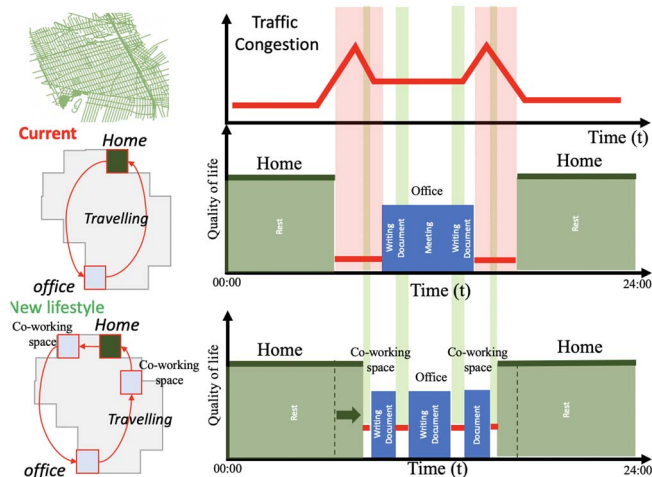 Traffic
Congestion
Time (t)
Current
Home
Travelling
office
Quality of life
Home
Rest
Office
Writing
Document
Meeting
Writing
Document
Home
Rest
00:00
Time (t)
24:00
New lifestyle
Co-working
space
Home
Co-working
space
Travelling
office
Quality of life
Home
Rest
Co-working
space
Writing
Document
Office
Writing
Document
Co-working
space
Document
Home
Rest
00:00
Time (t)
24:00